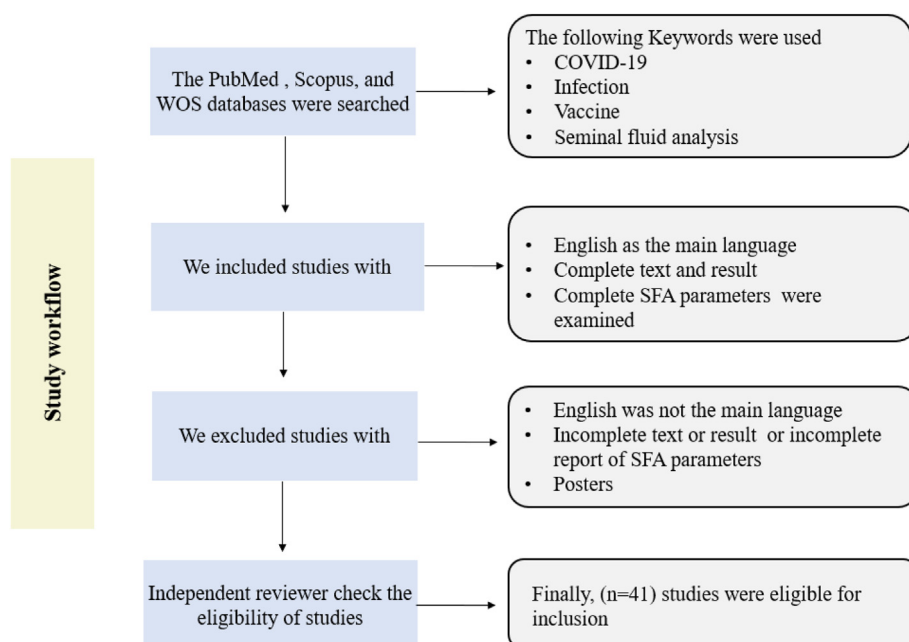 The PubMed , Scopus, and
WOS databases were searched
The following Keywords were used
• COVID-19
• Infection
• Vaccine
• Seminal fluid analysis
Study workflow
We included studies with
• English as the main language
• Complete text and result
• Complete SFA parameters were
examined
We excluded studies with
• English was not the main language
• Incomplete text or result or incomplete
report of SFA parameters
• Posters
Independent reviewer check the
eligibility of studies
Finally, (n=41) studies were eligible for
inclusion